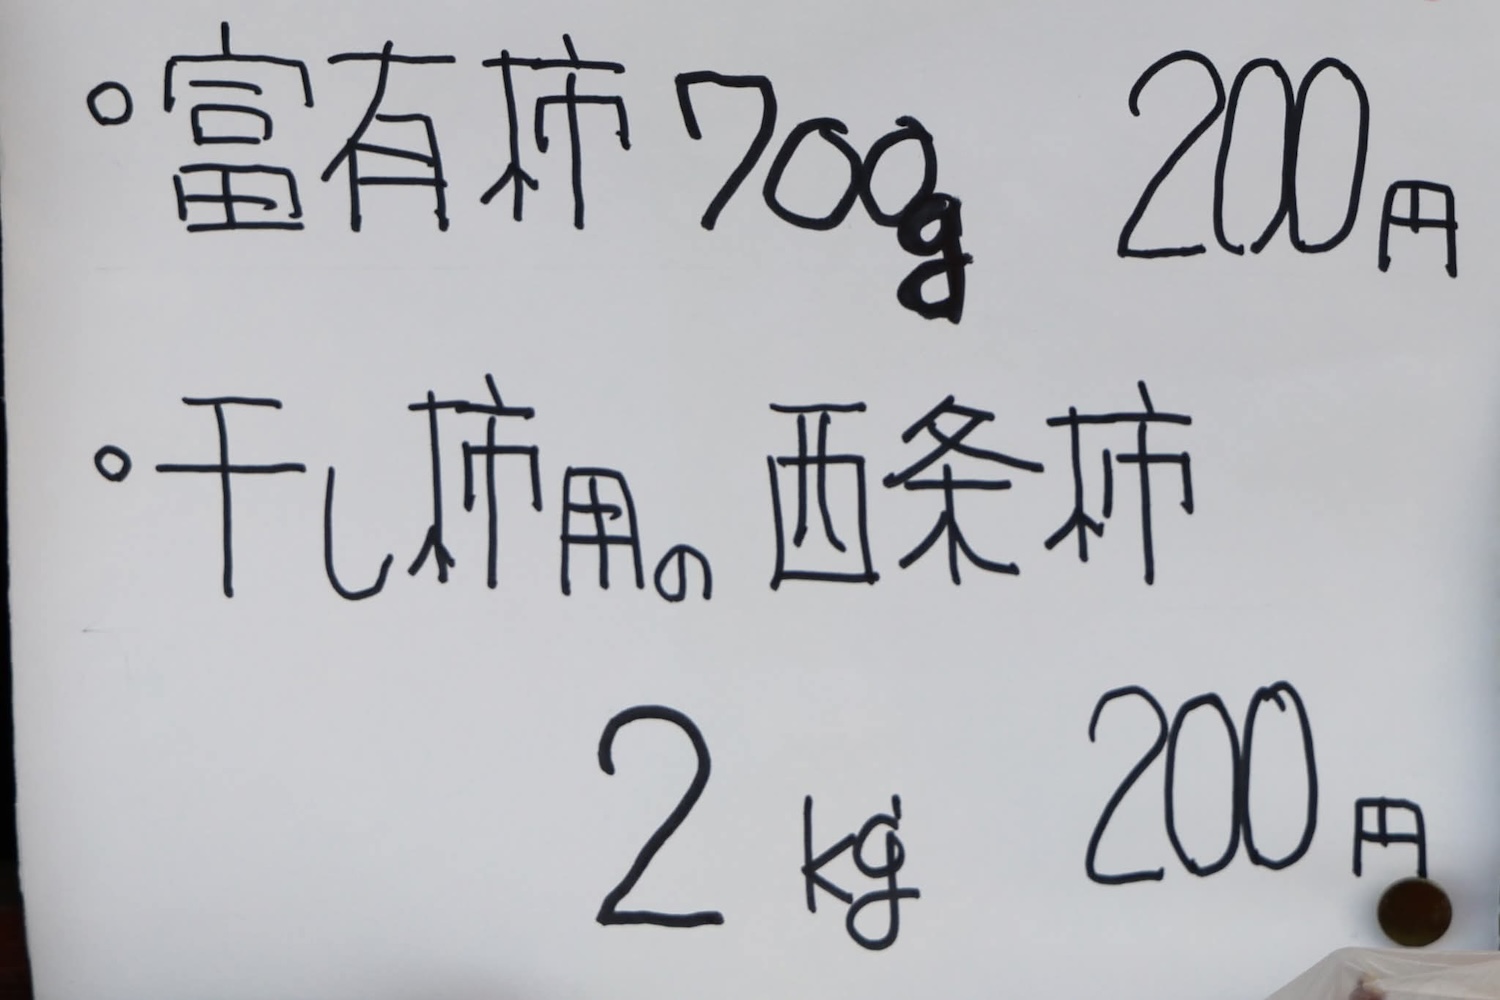 。富有柿700g 200円
。干し柿用の 西条柿
2kg 200円